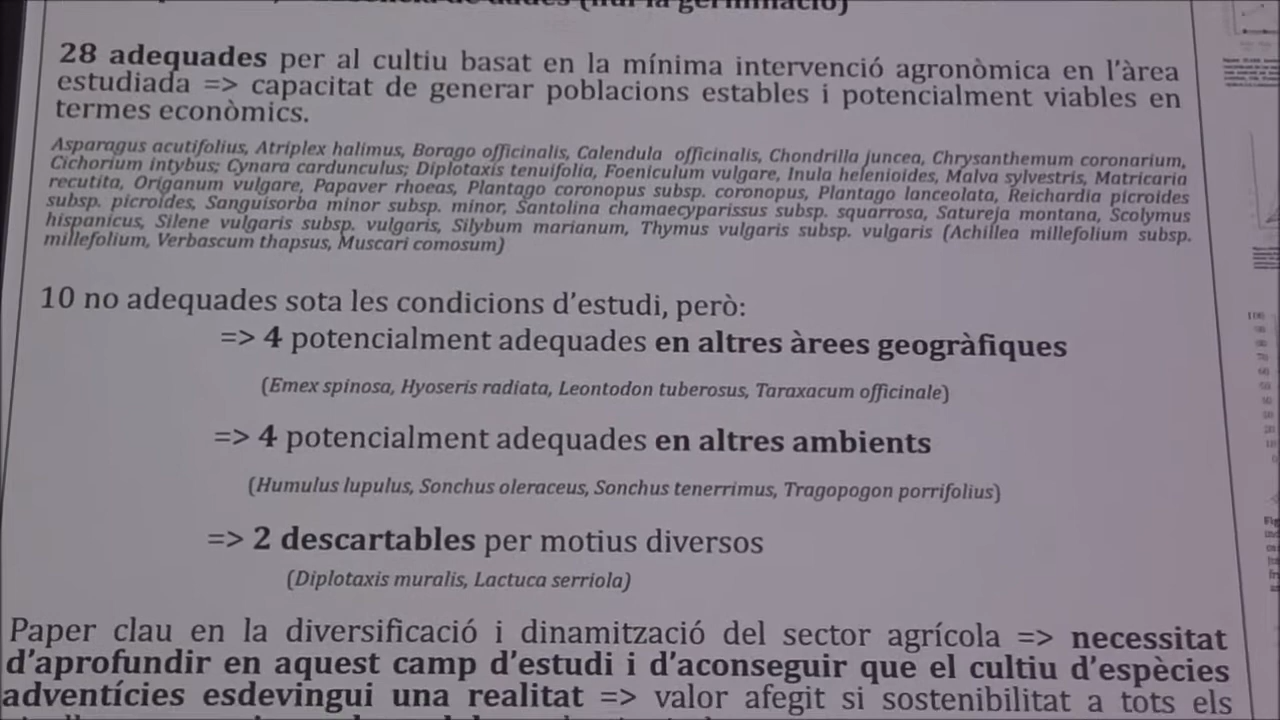 (nul·la germinació)
28 adequades per al cultiu basat en la mínima intervenció agronònica en l'àrea
estudiada => capacitat de generar poblacions estables i potencialment viables en
termes econòmics.
Asparagus acutifolius, Atriplex halimus, Borago officinalis, Calendula officinalis, Chondrilla juncea, Chrysanthemum coronarium,
Cichorium intybus; Cynara cardunculus; Diplotaxis tenuifolia, Foeniculum vulgare, Inula helenioides, Malva sylvestris, Matricaria
recutita, Origanum vulgare, Papaver rhoeas, Plantago coronopus subsp. coronopus, Plantago lanceolata, Reichardia picroides
subsp. picroides, Sanguisorba minor subsp. minor, Santolina chamaecyparissus subsp. squarrosa, Satureja montana, Scolymus
hispanicus, Silene vulgaris subsp. vulgaris, Silybum marianum, Thymus vulgaris subsp. vulgaris (Achillea millefolium subsp.
millefolium, Verbascum thapsus, Muscari comosum)
10 no adequades sota les condicions d'estudi, però:
=> 4 potencialment adequades en altres àrees geogràfiques
(Emex spinosa, Hyoseris radiata, Leontodon tuberosus, Taraxacum officinale)
=> 4 potencialment adequades en altres ambients
(Humulus lupulus, Sonchus oleraceus, Sonchus tenerrimus, Tragopogon porrifolius)
=> 2 descartables per motius diversos
(Diplotaxis muralis, Lactuca serriola)
Paper clau en la diversificació i dinamització del sector agrícola => necessitat
d'aprofundir en aquest camp d'estudi i d'aconseguir que el cultiu d'espècies
adventícies esdevingui una realitat => valor afegit si sostenibilitat a tots els